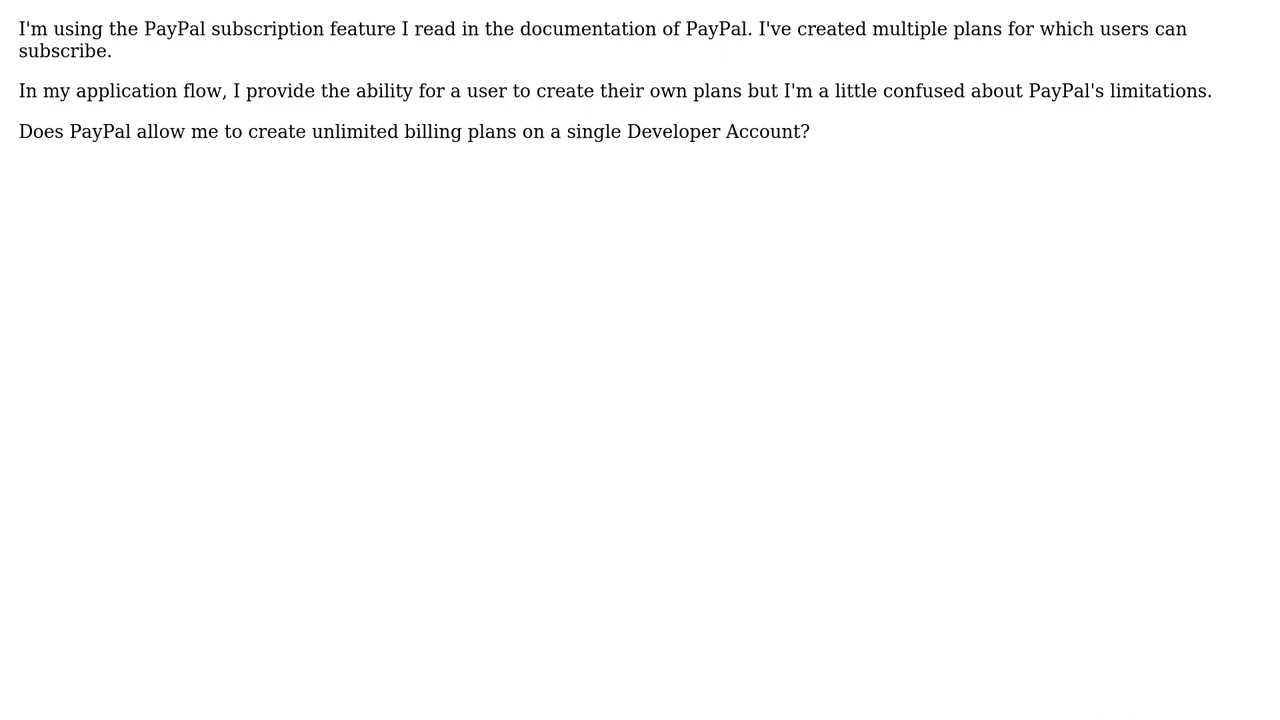 I'm using the PayPal subscription feature I read in the documentation of PayPal. I've created multiple plans for which users can
subscribe.
In my application flow, I provide the ability for a user to create their own plans but I'm a little confused about PayPal's limitations.
Does PayPal allow me to create unlimited billing plans on a single Developer Account?